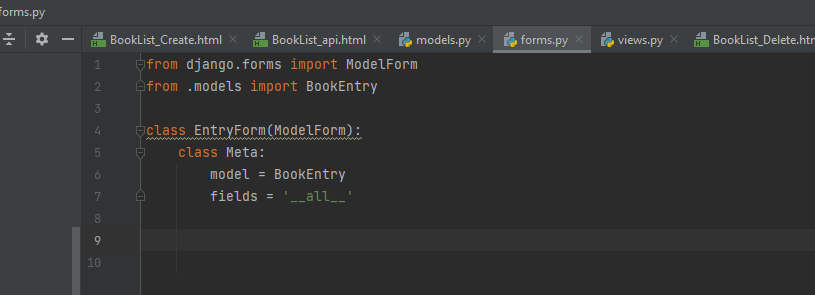 forms.py
BookList_Create.html BookList_api.html models.py forms.py views.py BookList_Delete.htm
1 from django.forms import ModelForm
2 from .models import BookEntry
3
4 class EntryForm(ModelForm):
5 class Meta:
6 model = BookEntry
7 fields = '__all__'
8
9
10